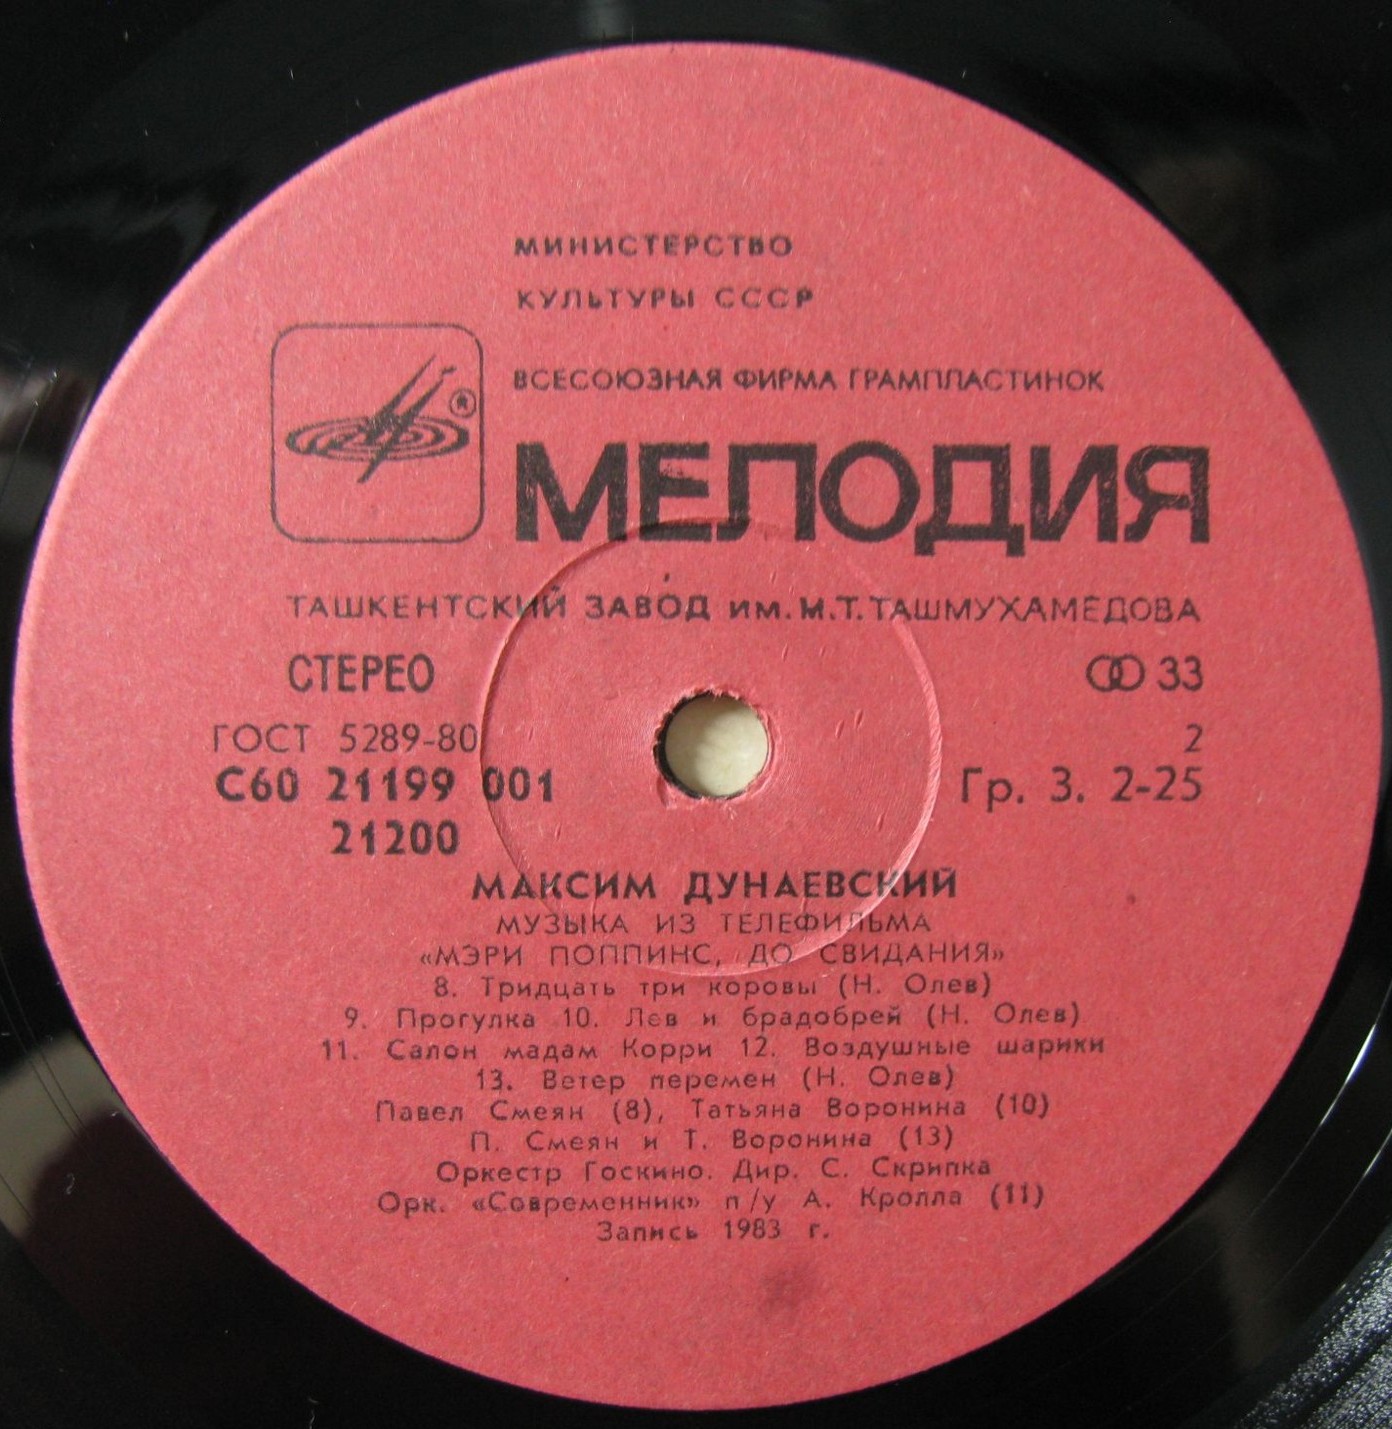 МИНИСТЕРСТВО
КУЛЬТУРЫ СССР
ВСЕСОЮЗНАЯ ФИРМА ГРАМПЛАСТИНОК
®
МЕЛОДИЯ
ТАШКЕНТСКИЙ ЗАВОД ИМ. М.Т. ТАШМУХАМЕДОВА
СТЕРЕО 33
ГОСТ 5289-80 2
С60 21199 001 Гр. 3. 2-25
21200
МАКСИМ ДУНАЕВСКИЙ
МУЗЫКА ИЗ ТЕЛЕФИЛЬМА
«МЭРИ ПОППИНС, ДО СВИДАНИЯ»
8. Тридцать три коровы (Н. Олев)
9. Прогулка 10. Лев и брадобрей (Н. Олев)
11. Салон мадам Корри 12. Воздушные шарики
13. Ветер перемен (Н. Олев)
Павел Смеян (8), Татьяна Воронина (10)
П. Смеян и Т. Воронина (13)
Оркестр Госкино. Дир. С. Скрипка
Орк. «Современник» п/у А. Кролла (11)
Запись 1983 г.